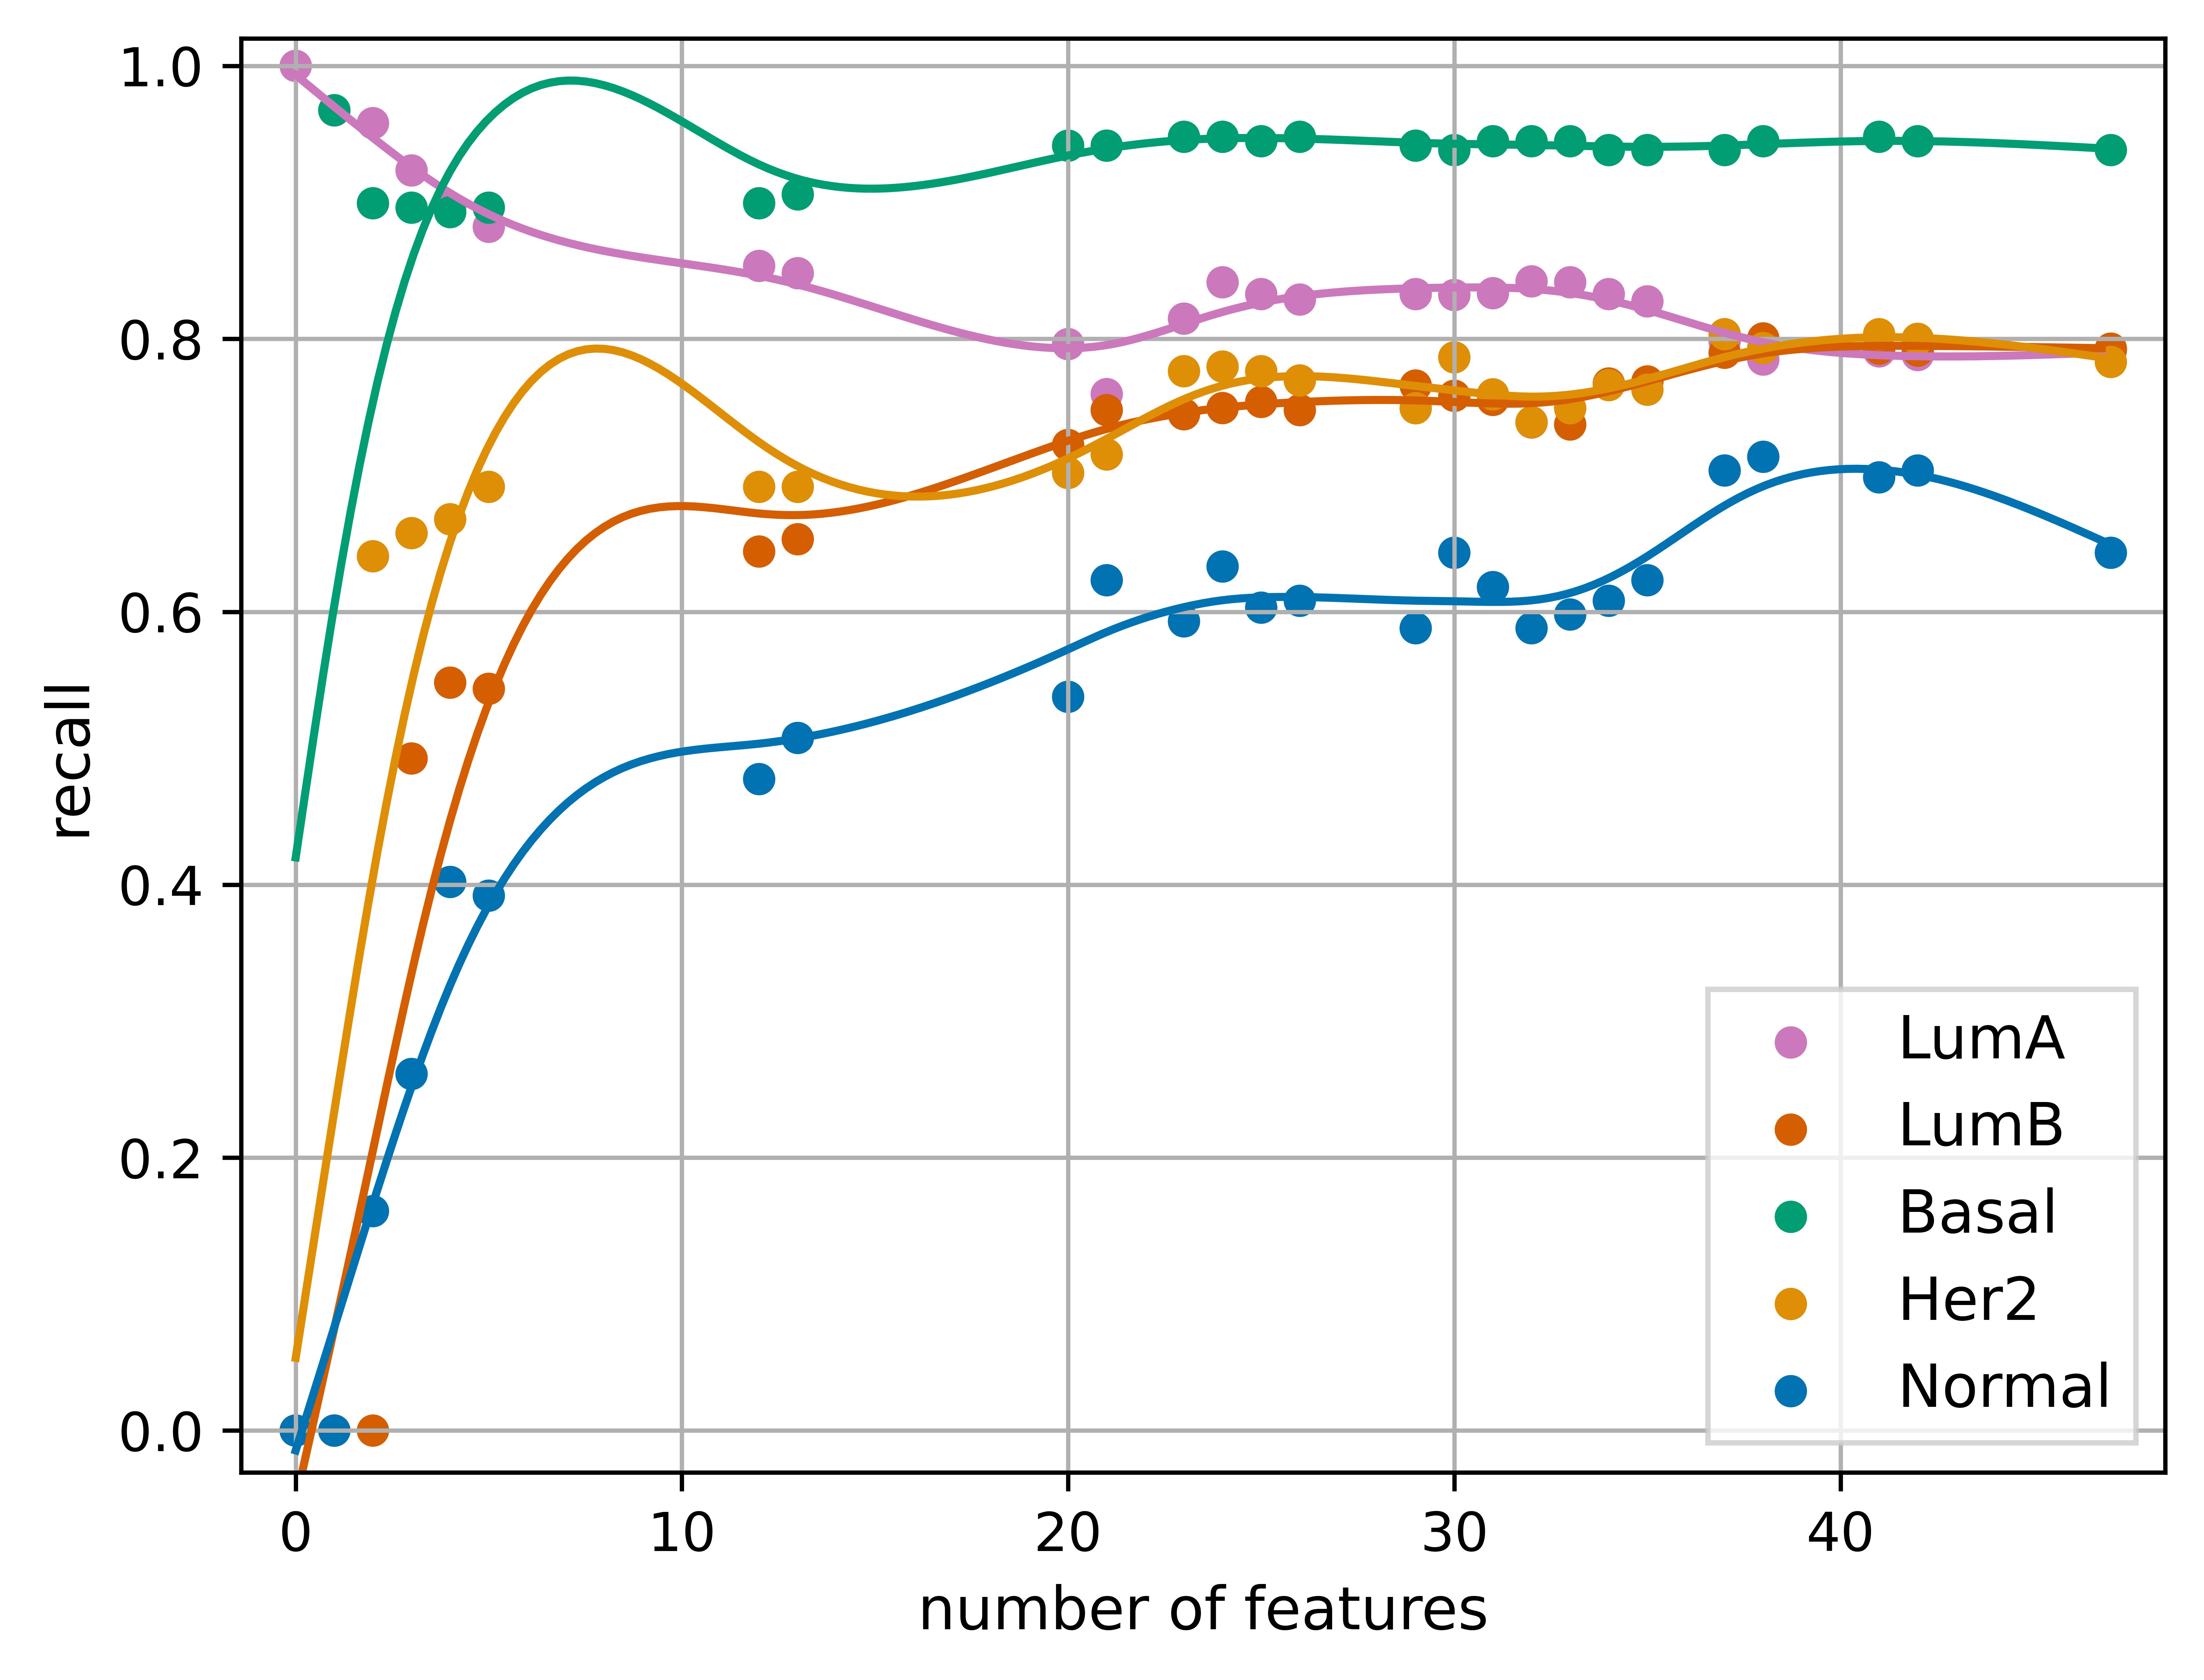 1.0
0.8
0.6
0.4
0.2
0.0
recall
0 10 20 30 40
number of features
LumA
LumB
Basal
Her2
Normal